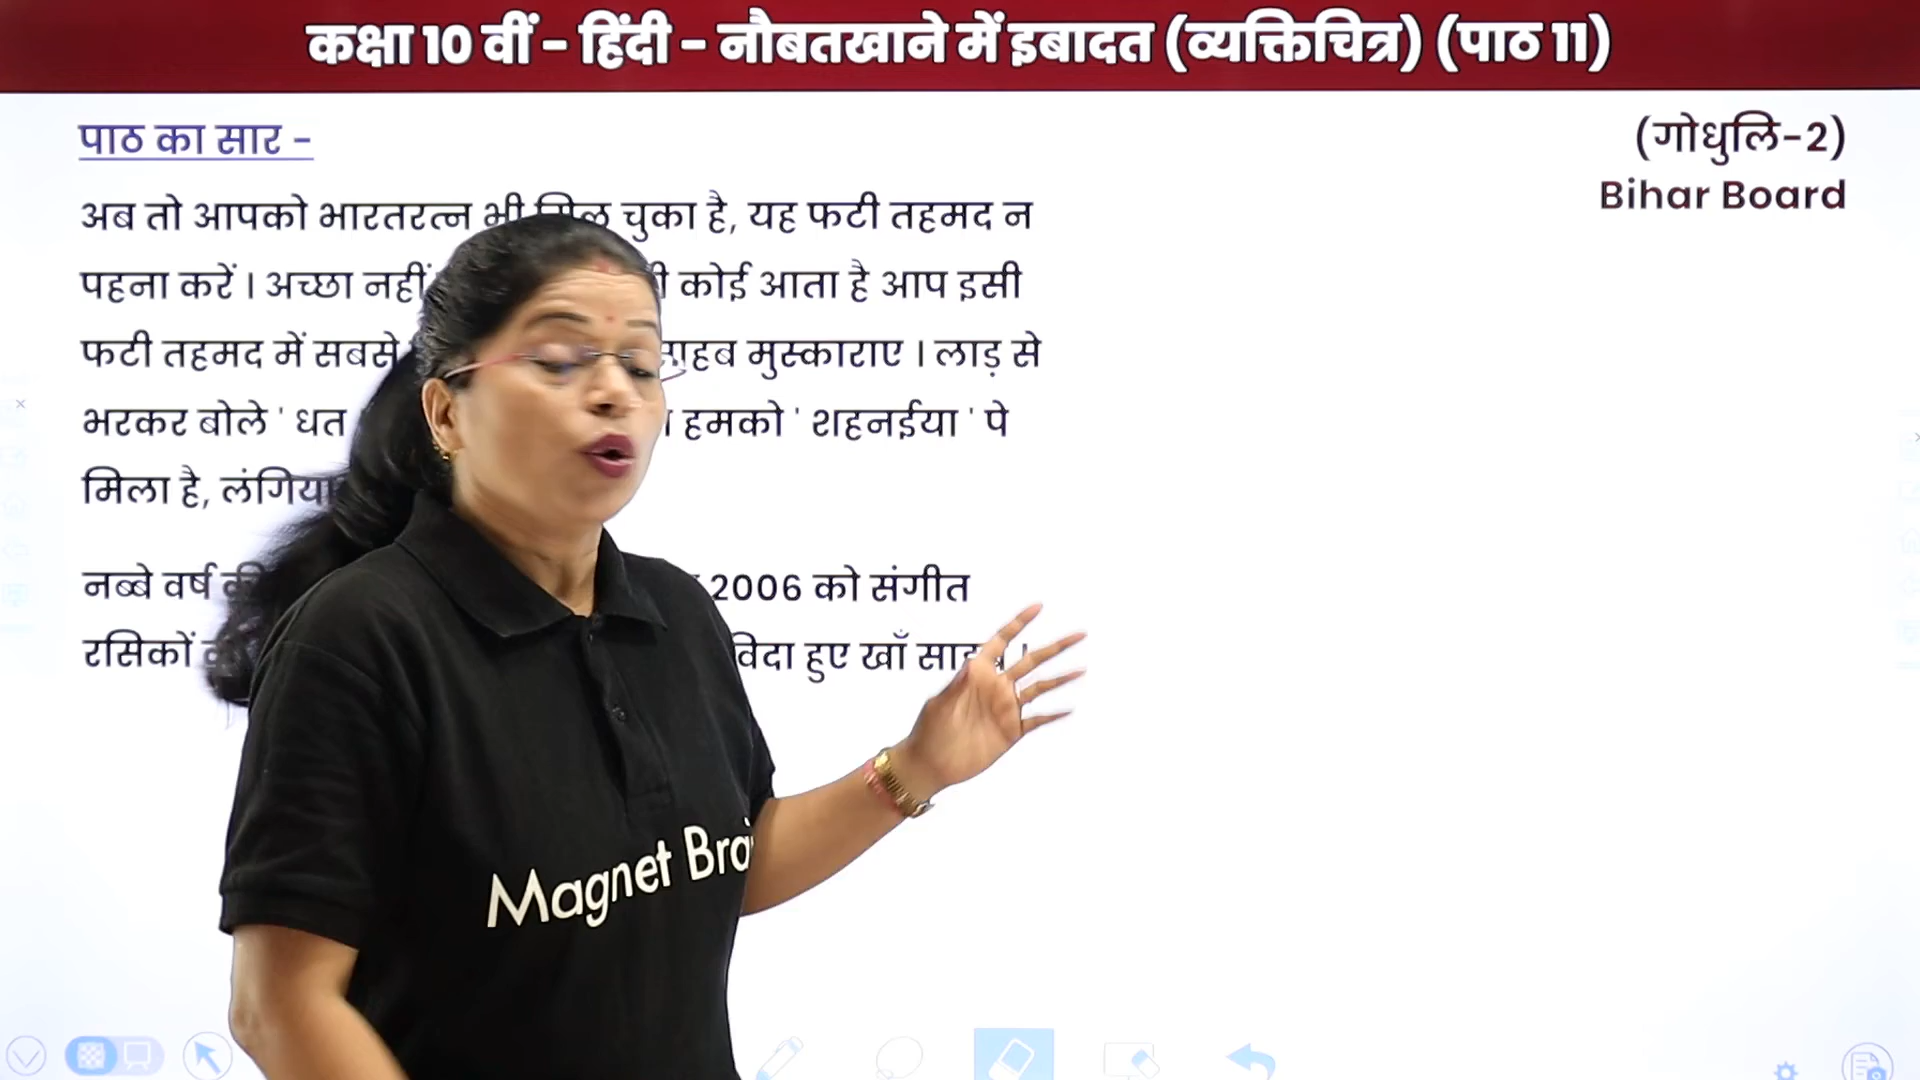 कक्षा 10 वीं - हिंदी - नौबतखाने में इबादत (व्यक्तिचित्र) (पाठ 11)
पाठ का सार -
(गोधुलि-2)
Bihar Board
अब तो आपको भारतरत्न भी मिल चुका है, यह फटी तहमद न
पहना करें । अच्छा नहीं कोई आता है आप इसी
फटी तहमद में सबसे साहब मुस्काराए । लाड़ से
भरकर बोले ' धत हमको ' शहनईया ' पे
मिला है, लंगिया
नब्बे वर्ष की 2006 को संगीत
रसिकों विदा हुए खाँ साहब ।
Magnet Brai